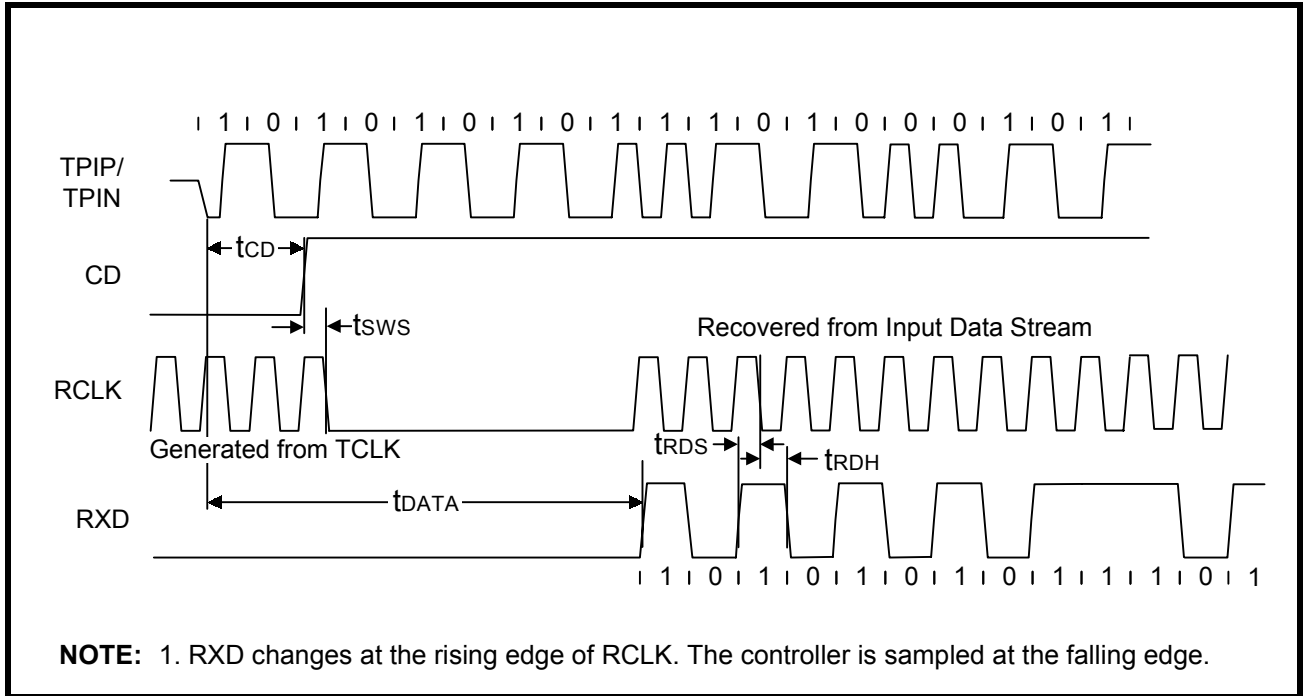 ı 1 ı 0 ı 1 ı 0 ı 1 ı 0 ı 1 ı 0 ı 1 ı 1 ı 1 ı 0 ı 1 ı 0 ı 0 ı 0 ı 1 ı 0 ı 1 ı
TPIP/
TPIN
tCD
CD
tSWS
Recovered from Input Data Stream
RCLK
Generated from TCLK
tRDS
tRDH
tDATA
RXD
ı 1 ı 0 ı 1 ı 0 ı 1 ı 0 ı 1 ı 0 ı 1 ı 1 ı 1 ı 0 ı 1
NOTE: 1. RXD changes at the rising edge of RCLK. The controller is sampled at the falling edge.